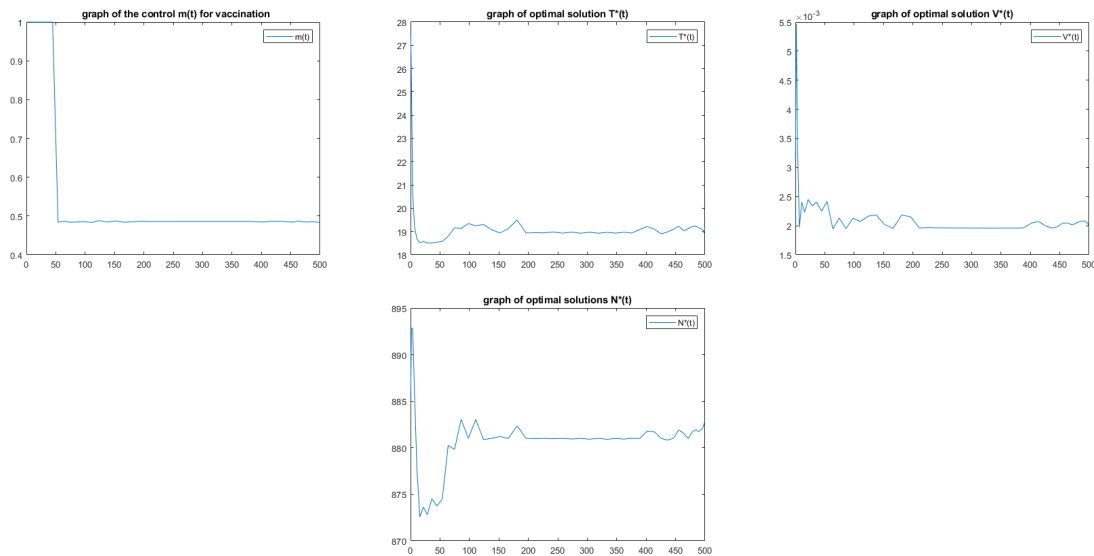 graph of the control m(t) for vaccination
1
0.9
0.8
0.7
0.6
0.5
0.4
0 50 100 150 200 250 300 350 400 450 500
m(t)
graph of optimal solution T*(t)
28
27
26
25
24
23
22
21
20
19
18
0 50 100 150 200 250 300 350 400 450 500
T*(t)
graph of optimal solution V*(t)
×10⁻³
5.5
5
4.5
4
3.5
3
2.5
2
1.5
0 50 100 150 200 250 300 350 400 450 500
V*(t)
graph of optimal solutions N*(t)
895
890
885
880
875
870
0 50 100 150 200 250 300 350 400 450 500
N*(t)